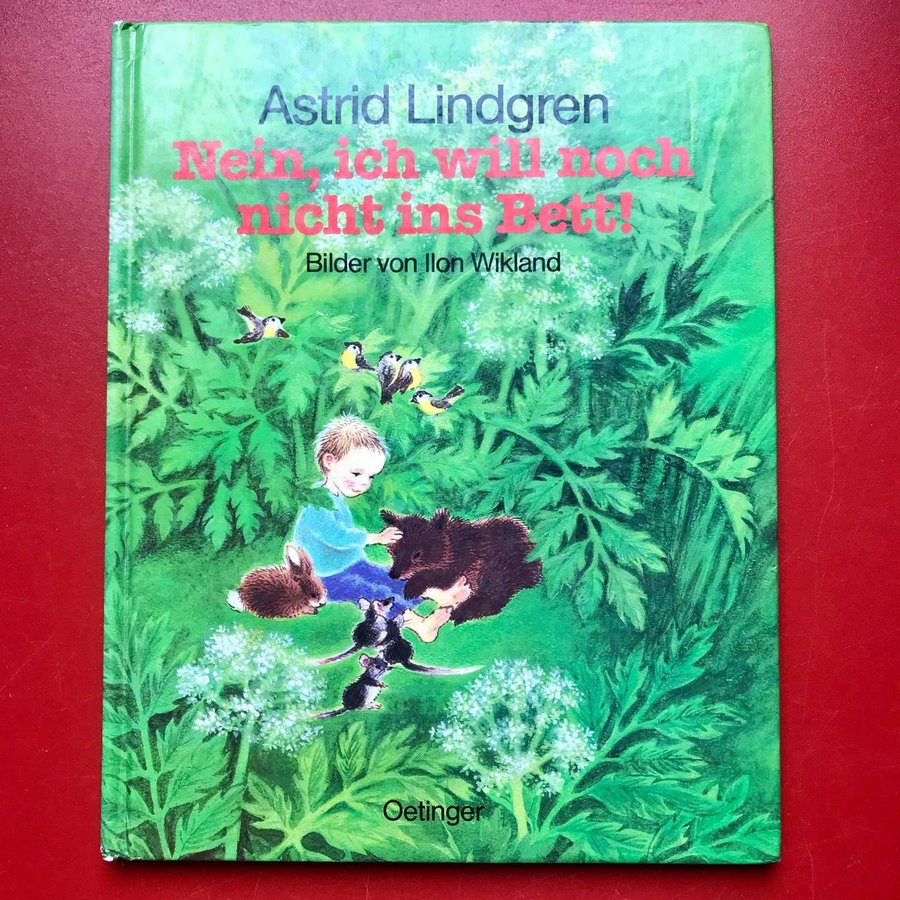 Astrid Lindgren
Nein, ich will noch
nicht ins Bett!
Bilder von Ilon Wikland
Oetinger